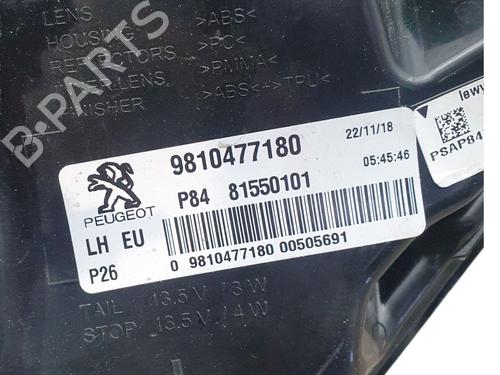 LENS >ABS<
HOUSING >PC<
REFLECTORS >PMMA<
LENS >ABS<+>TPU<
9810477180 22/11/18
P84 81550101 05:45:46
PEUGEOT
LH EU
P26 0 9810477180 00505691
TAIL 13.5V /3W
STOP 13.5V /4W
PSAP84
B-PARTS